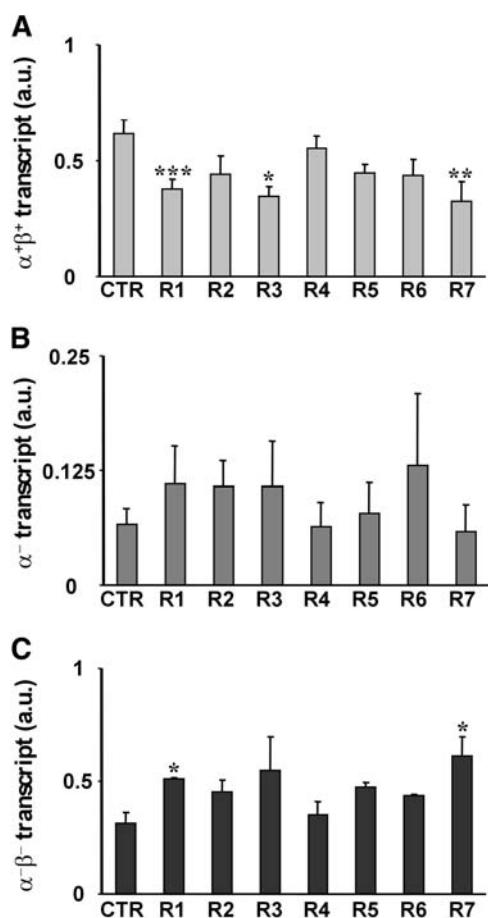 A
α⁺β⁺ transcript (a.u.)
1
0.5
0
***
*
**
CTR R1 R2 R3 R4 R5 R6 R7
B
α⁻ transcript (a.u.)
0.25
0.125
0
CTR R1 R2 R3 R4 R5 R6 R7
C
α⁻β⁻ transcript (a.u.)
1
0.5
0
*
*
CTR R1 R2 R3 R4 R5 R6 R7